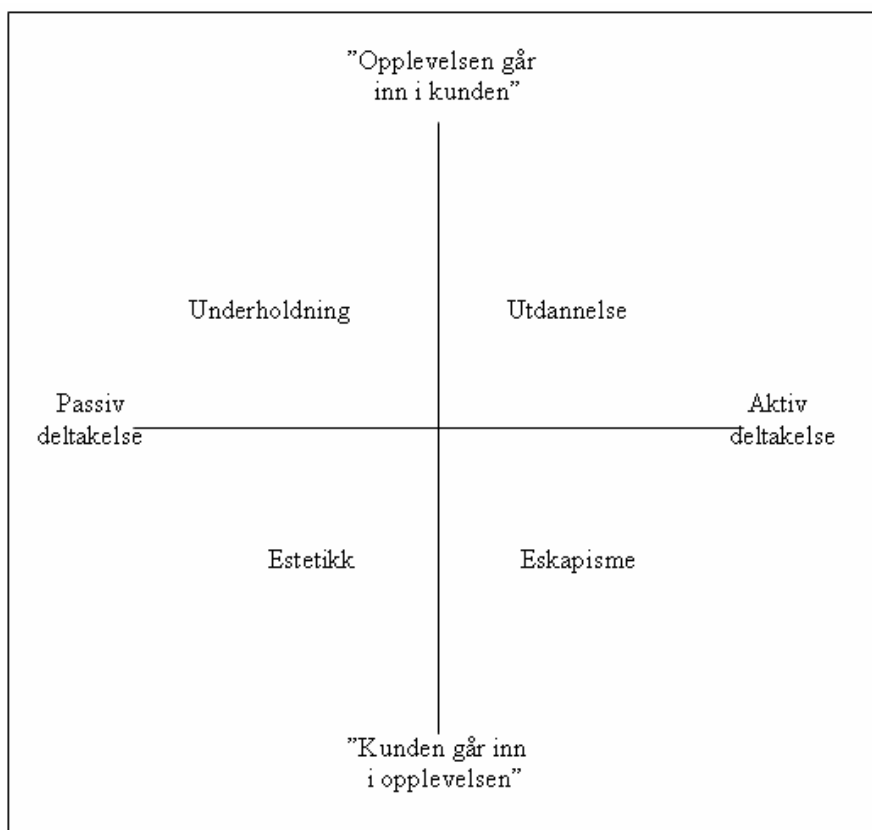 ”Opplevelsen går
inn i kunden”
Underholdning
Utdannelse
Passiv
deltakelse
Aktiv
deltakelse
Estetikk
Eskapisme
”Kunden går inn
i opplevelsen”